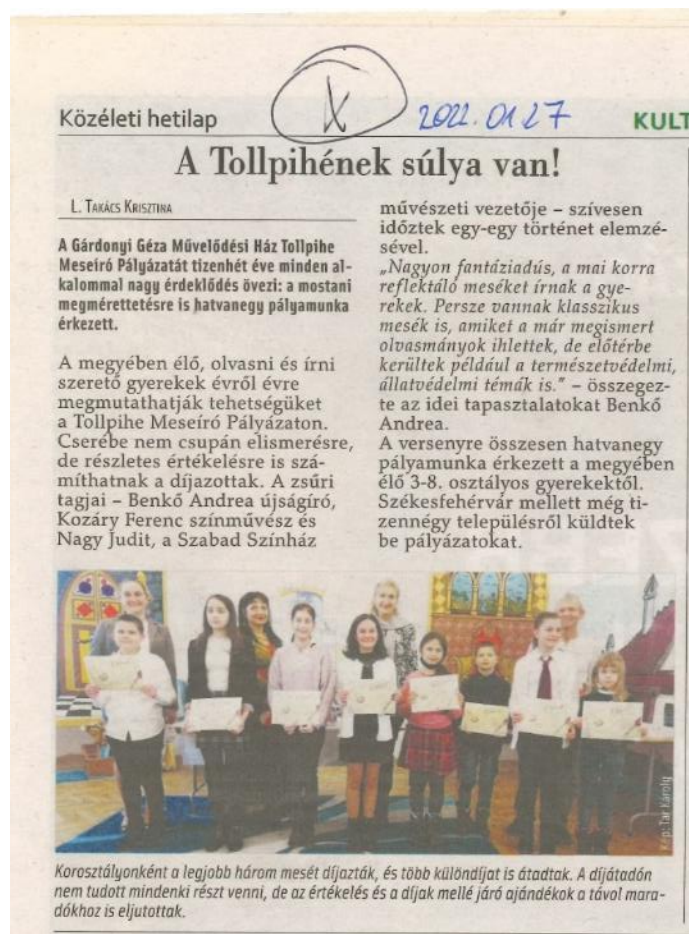 Közéleti hetilap
X
2022.01.27
KULT
A Tollpihének súlya van!
L. Takács Krisztina
A Gárdonyi Géza Művelődési Ház Tollpihe
Meseíró Pályázatát tizenhét éve minden al-
kalommal nagy érdeklődés övezi: a mostani
megmérettetésre is hatvanegy pályamunka
érkezett.
A megyében élő, olvasni és írni
szerető gyerekek évről évre
megmutathatják tehetségüket
a Tollpihe Meseíró Pályázaton.
Cserébe nem csupán elismerésre,
de részletes értékelésre is szá-
míthatnak a díjazottak. A zsűri
tagjai – Benkő Andrea újságíró,
Kozáry Ferenc színművész és
Nagy Judit, a Szabad Színház
művészeti vezetője – szívesen
időztek egy-egy történet elemzé-
sével.
„Nagyon fantáziadús, a mai korra
reflektáló meséket írnak a gye-
rekek. Persze vannak klasszikus
mesék is, amiket a már megismert
olvasmányok ihlettek, de előtérbe
kerültek például a természetvédelmi,
állatvédelmi témák is.” – összegez-
te az idei tapasztalatokat Benkő
Andrea.
A versenyre összesen hatvanegy
pályamunka érkezett a megyében
élő 3-8. osztályos gyerekektől.
Székesfehérvár mellett még ti-
zennégy településről küldtek
be pályázatokat.
Kép: Tar Károly
Korosztályonként a legjobb három mesét díjazták, és több különdíjat is átadtak. A díjátadón
nem tudott mindenki részt venni, de az értékelés és a díjak mellé járó ajándékok a távol mara-
dókhoz is eljutottak.